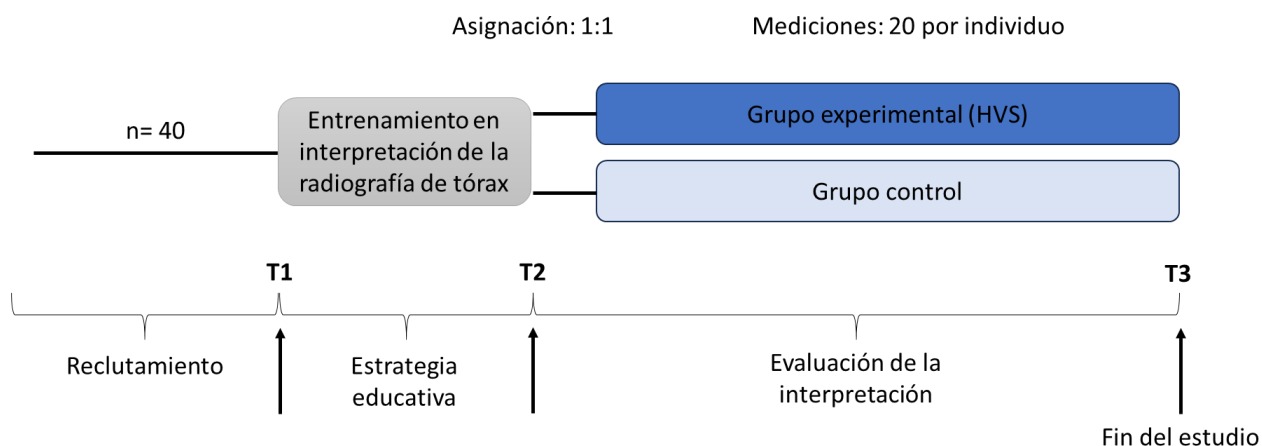 Asignación: 1:1
Mediciones: 20 por individuo
n= 40
Entrenamiento en
interpretación de la
radiografía de tórax
Grupo experimental (HVS)
Grupo control
T1
T2
T3
Reclutamiento
Estrategia
educativa
Evaluación de la
interpretación
Fin del estudio